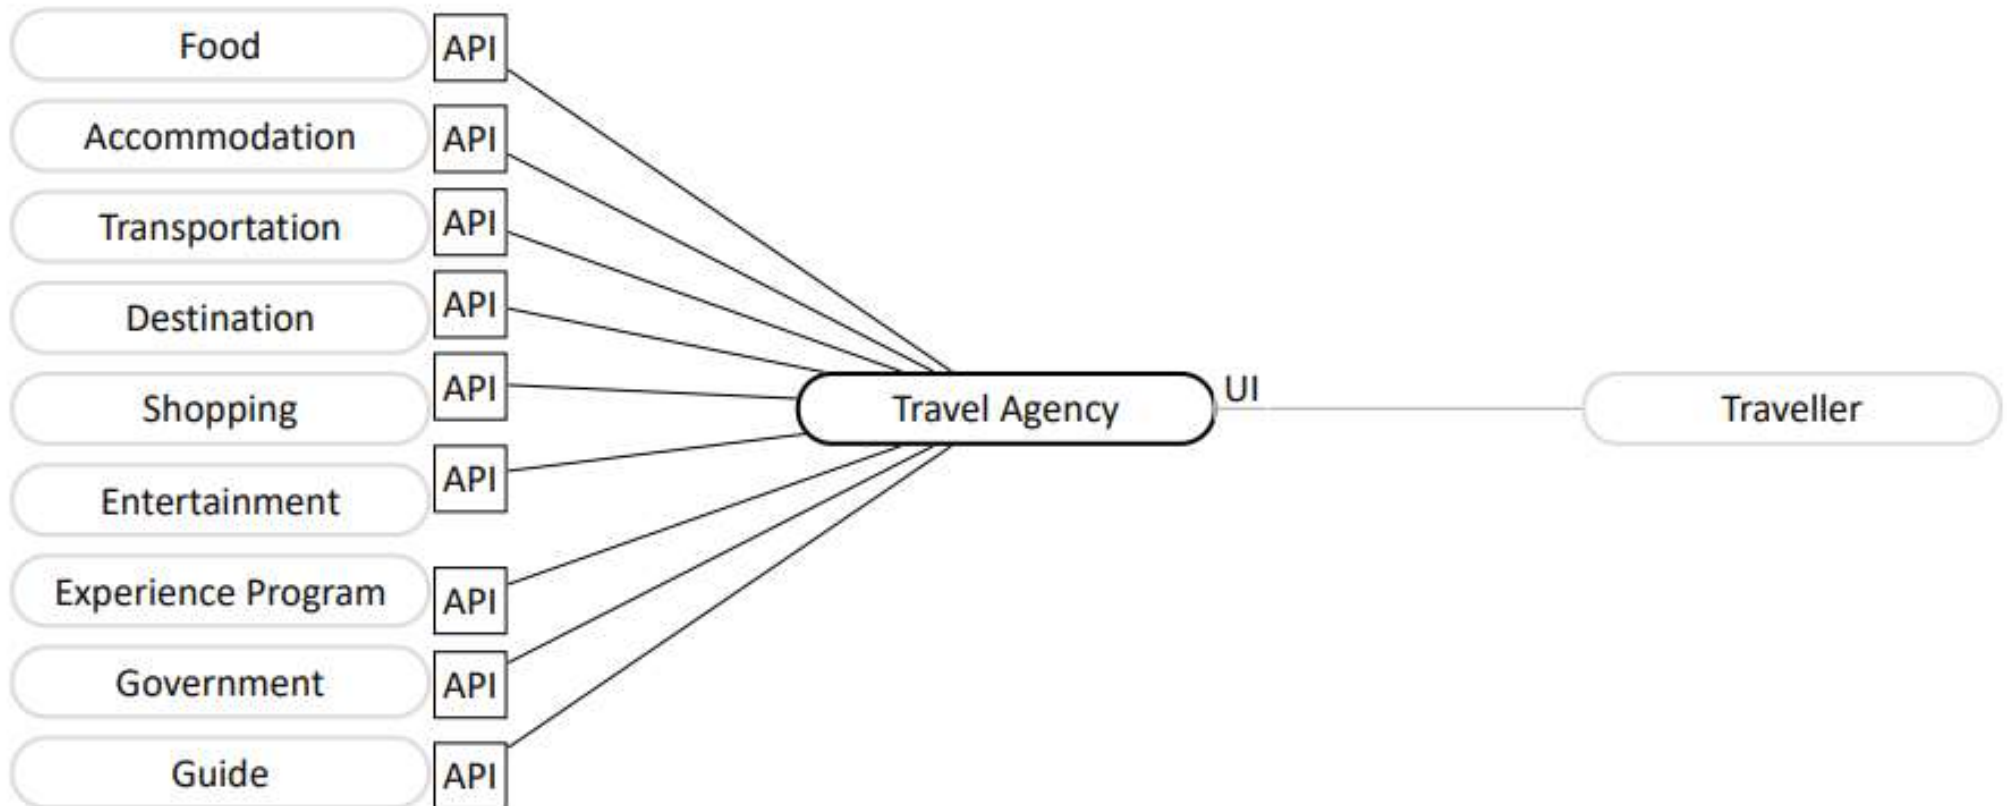 Food
API
Accommodation
API
Transportation
API
Destination
API
Shopping
API
Entertainment
API
Experience Program
API
Government
API
Guide
API
Travel Agency
UI
Traveller